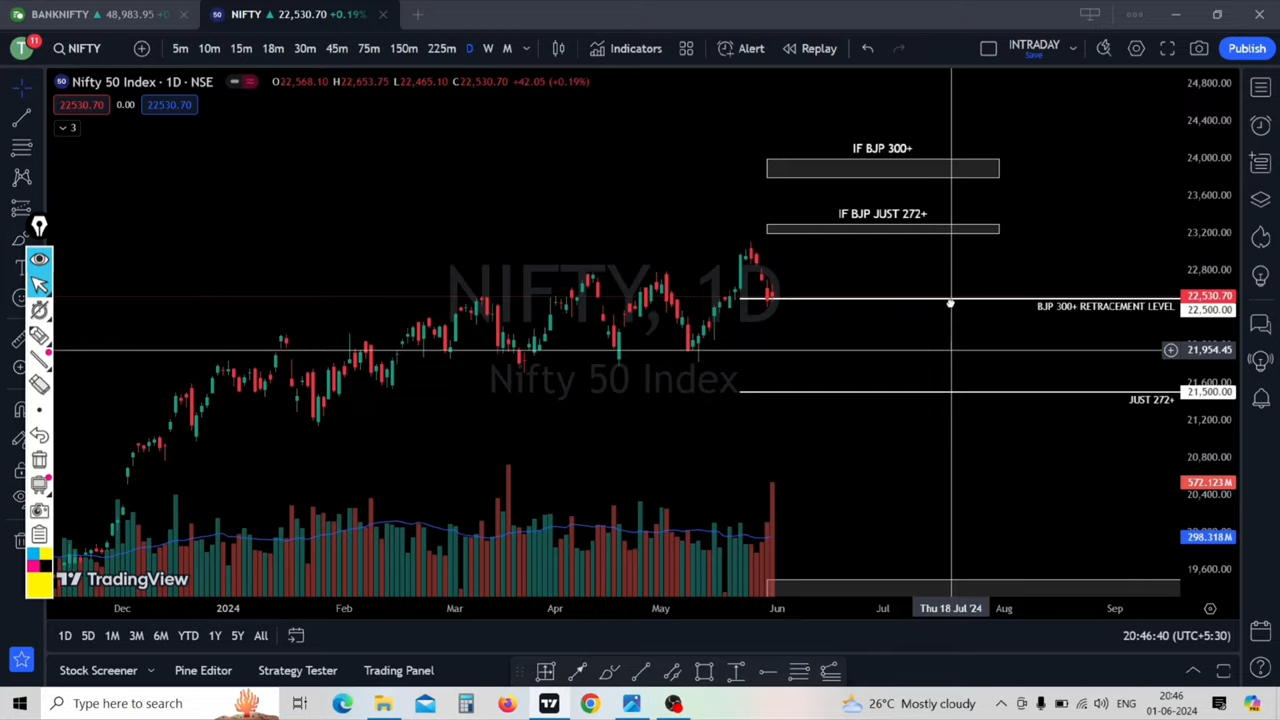 BANKNIFTY ▲ 48,983.95 +0
50 NIFTY ▲ 22,530.70 +0.19%
T 11 NIFTY 5m 10m 15m 18m 30m 45m 75m 150m 225m D W M Indicators Alert Replay INTRADAY Save Publish
50 Nifty 50 Index · 1D · NSE O22,568.10 H22,653.75 L22,465.10 C22,530.70 +42.05 (+0.19%)
22530.70 0.00 22530.70
3
24,800.00
24,400.00
IF BJP 300+
24,000.00
23,600.00
IF BJP JUST 272+
23,200.00
22,800.00
NIFTY, 1D
22,530.70
BJP 300+ RETRACEMENT LEVEL 22,500.00
21,954.45
Nifty 50 Index
21,600.00
21,500.00
JUST 272+
21,200.00
20,800.00
572.123M
20,400.00
298.318M
19,600.00
TradingView
Dec 2024 Feb Mar Apr May Jun Jul Thu 18 Jul '24 Aug Sep
1D 5D 1M 3M 6M YTD 1Y 5Y All 20:46:40 (UTC+5:30)
Stock Screener Pine Editor Strategy Tester Trading Panel
Type here to search 26°C Mostly cloudy ENG 20:46
01-06-2024